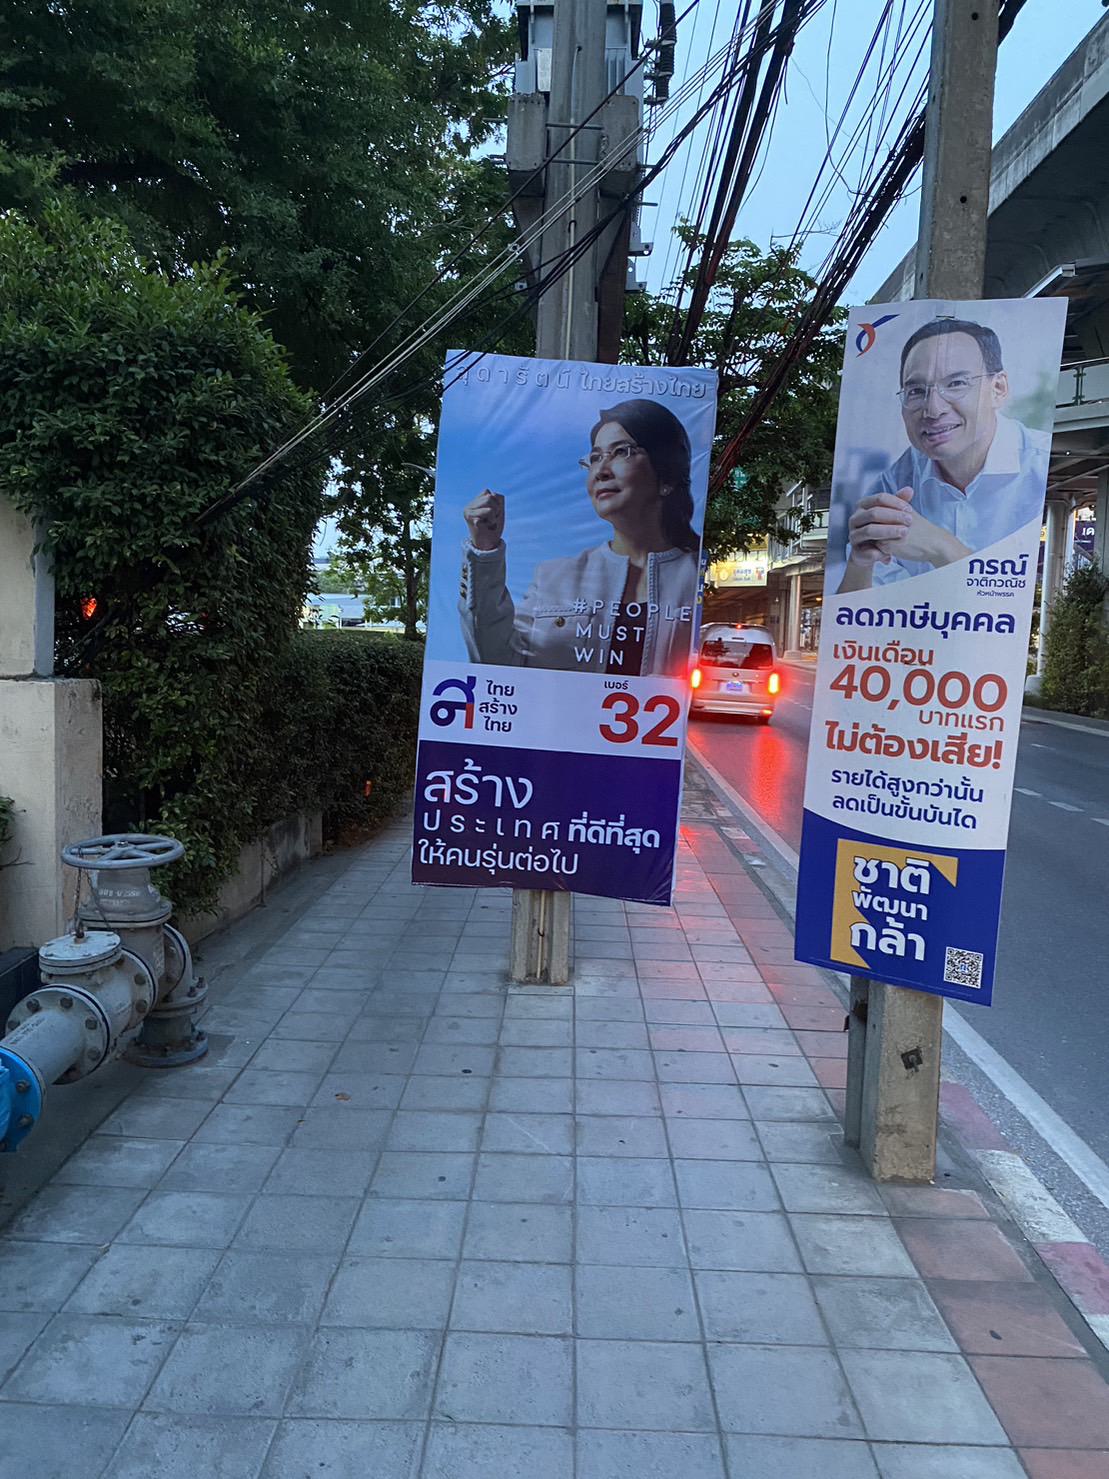 สุดารัตน์ ไทยสร้างไทย
#PEOPLE
MUST
WIN
ไทย
สร้าง
ไทย
เบอร์
32
สร้าง
ประเทศ ที่ดีที่สุด
ให้คนรุ่นต่อไป
กรณ์
จาติกวณิช
หัวหน้าพรรค
ลดภาษีบุคคล
เงินเดือน
40,000
บาทแรก
ไม่ต้องเสีย!
รายได้สูงกว่านั้น
ลดเป็นขั้นบันได
ชาติ
พัฒนา
กล้า